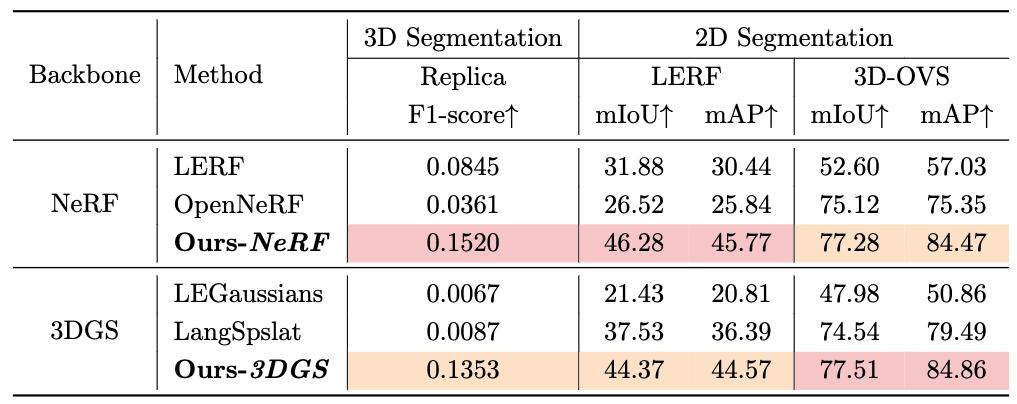 3D Segmentation 2D Segmentation
Backbone Method Replica LERF 3D-OVS
F1-score↑ mIoU↑ mAP↑ mIoU↑ mAP↑
LERF 0.0845 31.88 30.44 52.60 57.03
NeRF OpenNeRF 0.0361 26.52 25.84 75.12 75.35
Ours-NeRF 0.1520 46.28 45.77 77.28 84.47
LEGaussians 0.0067 21.43 20.81 47.98 50.86
3DGS LangSpslat 0.0087 37.53 36.39 74.54 79.49
Ours-3DGS 0.1353 44.37 44.57 77.51 84.86